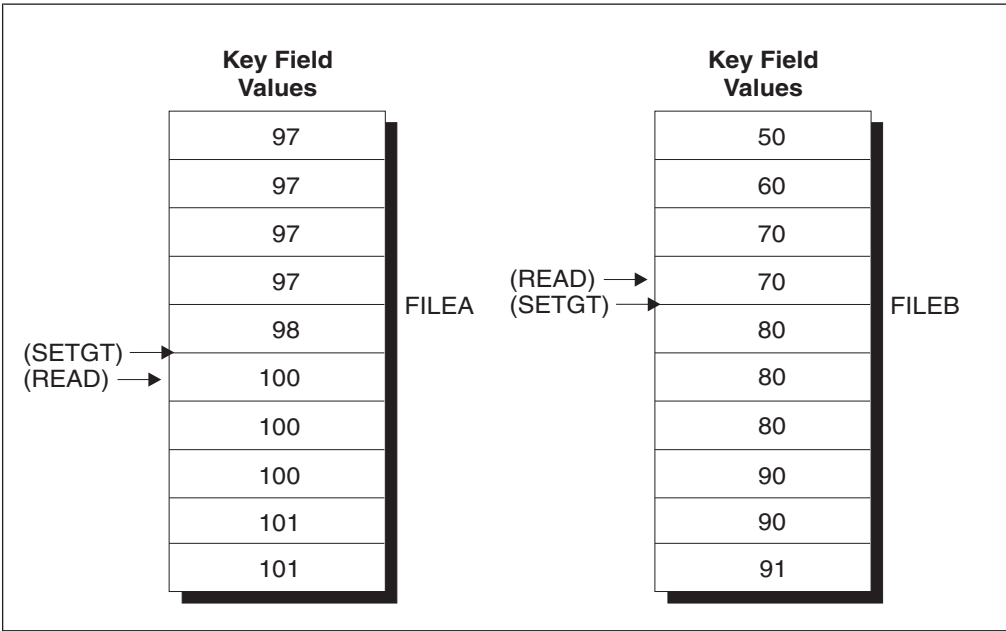 Key Field
Values
97
97
97
97
98
100
100
100
101
101
(SETGT)
(READ)
FILEA
Key Field
Values
50
60
70
70
80
80
80
90
90
91
(READ)
(SETGT)
FILEB